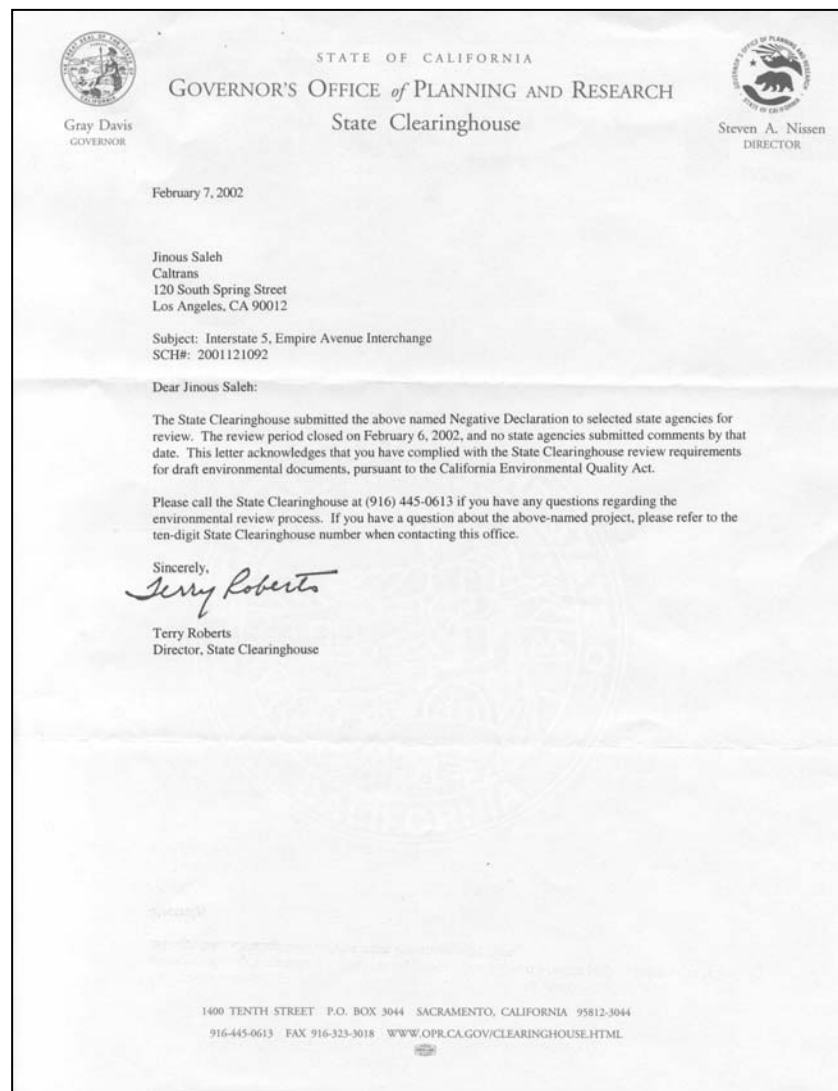 STATE OF CALIFORNIA
GOVERNOR'S OFFICE of PLANNING AND RESEARCH
State Clearinghouse
Gray Davis
GOVERNOR
Steven A. Nissen
DIRECTOR
February 7, 2002
Jinous Saleh
Caltrans
120 South Spring Street
Los Angeles, CA 90012
Subject: Interstate 5, Empire Avenue Interchange
SCH#: 2001121092
Dear Jinous Saleh:
The State Clearinghouse submitted the above named Negative Declaration to selected state agencies for
review. The review period closed on February 6, 2002, and no state agencies submitted comments by that
date. This letter acknowledges that you have complied with the State Clearinghouse review requirements
for draft environmental documents, pursuant to the California Environmental Quality Act.
Please call the State Clearinghouse at (916) 445-0613 if you have any questions regarding the
environmental review process. If you have a question about the above-named project, please refer to the
ten-digit State Clearinghouse number when contacting this office.
Sincerely,
Terry Roberts
Terry Roberts
Director, State Clearinghouse
CALIFORNIA
1400 TENTH STREET P.O. BOX 3044 SACRAMENTO, CALIFORNIA 95812-3044
916-445-0613 FAX 916-323-3018 WWW.OPR.CA.GOV/CLEARINGHOUSE.HTML